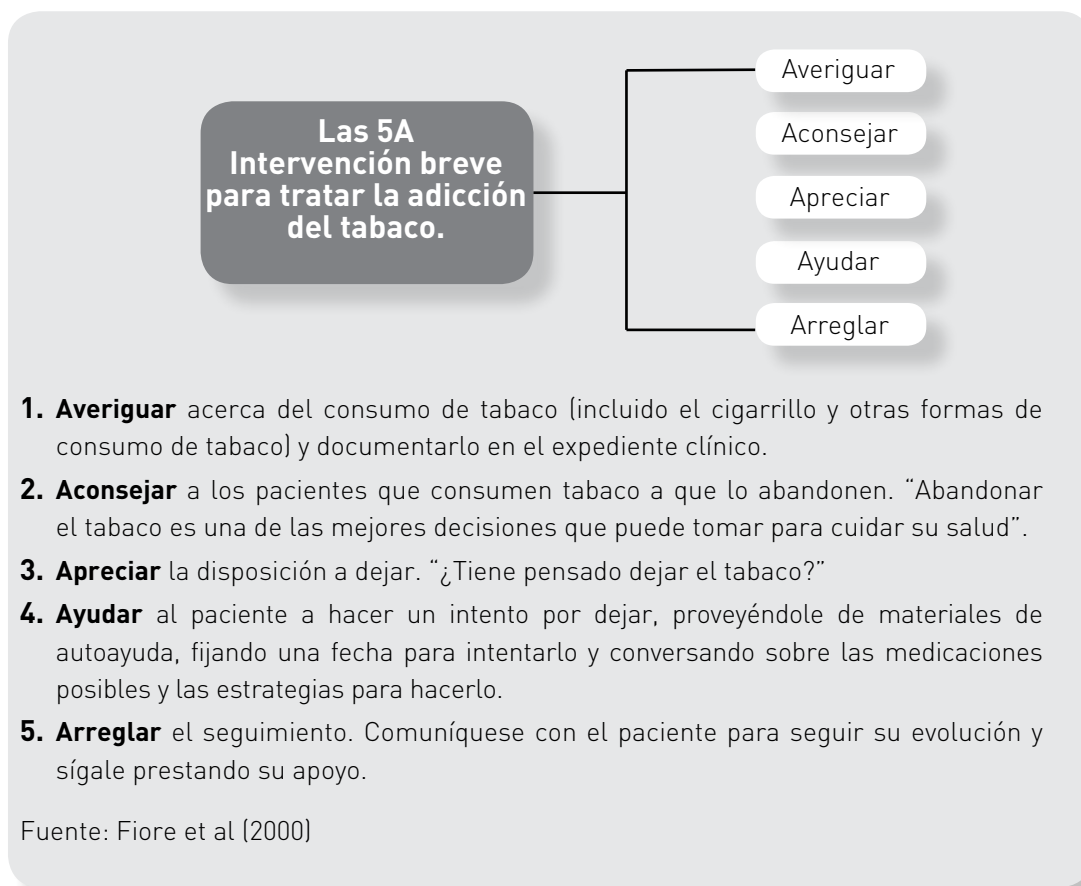 Las 5A
Intervención breve
para tratar la adicción
del tabaco.
Averiguar
Aconsejar
Apreciar
Ayudar
Arreglar
1. Averiguar acerca del consumo de tabaco (incluido el cigarrillo y otras formas de
consumo de tabaco) y documentarlo en el expediente clínico.
2. Aconsejar a los pacientes que consumen tabaco a que lo abandonen. “Abandonar
el tabaco es una de las mejores decisiones que puede tomar para cuidar su salud”.
3. Apreciar la disposición a dejar. “¿Tiene pensado dejar el tabaco?”
4. Ayudar al paciente a hacer un intento por dejar, proveyéndole de materiales de
autoayuda, fijando una fecha para intentarlo y conversando sobre las medicaciones
posibles y las estrategias para hacerlo.
5. Arreglar el seguimiento. Comuníquese con el paciente para seguir su evolución y
sígale prestando su apoyo.
Fuente: Fiore et al (2000)